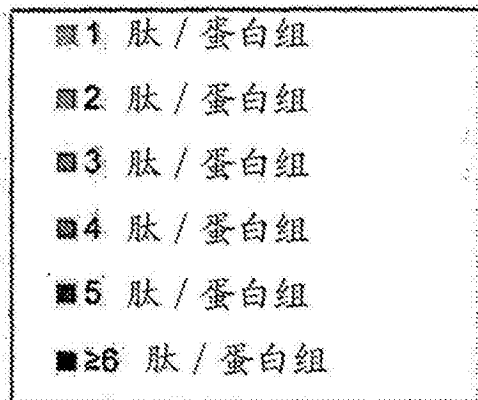 1 肽 / 蛋白组
2 肽 / 蛋白组
3 肽 / 蛋白组
4 肽 / 蛋白组
5 肽 / 蛋白组
≥6 肽 / 蛋白组